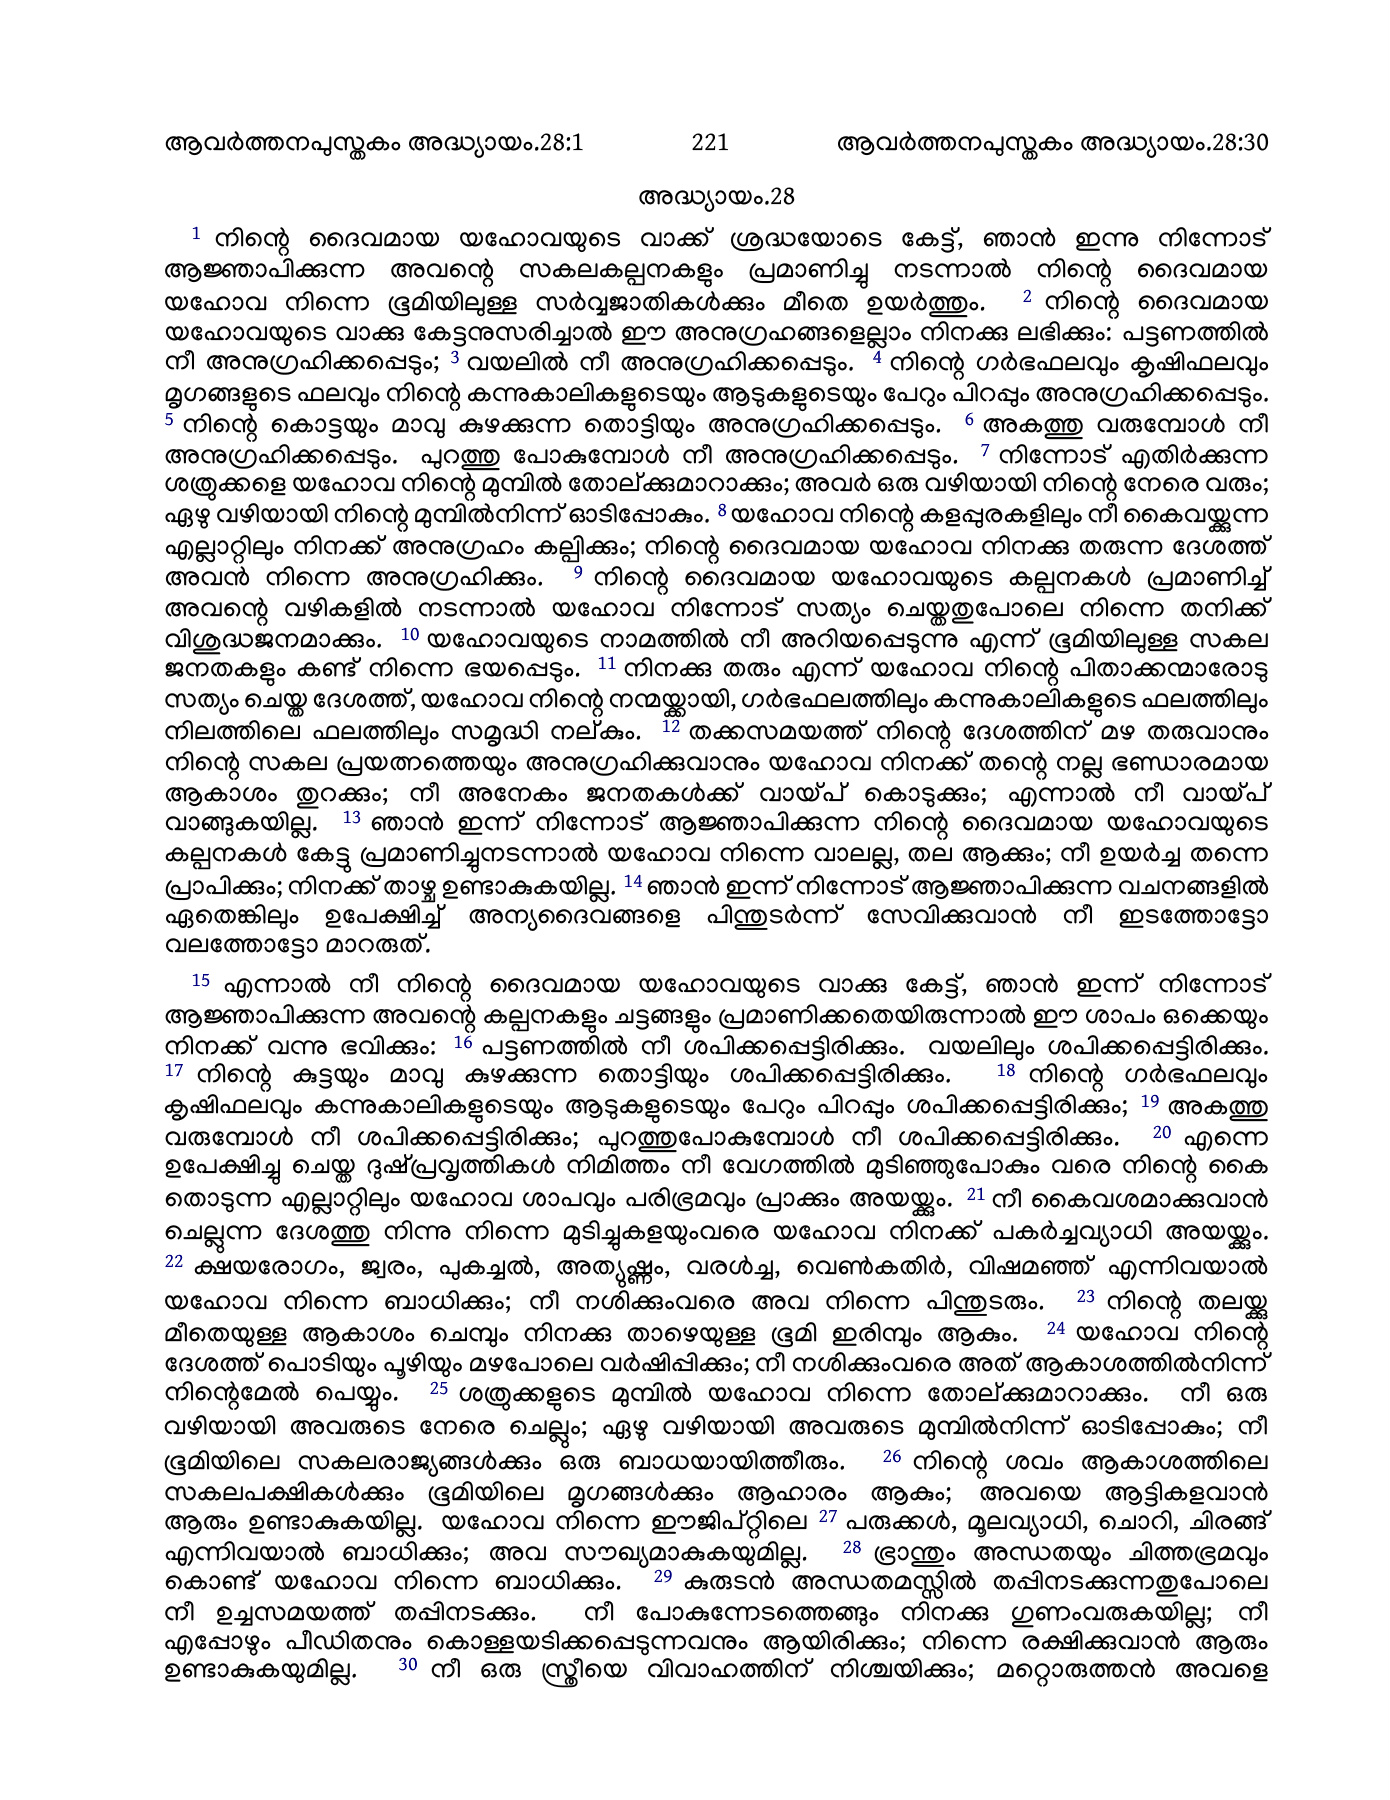 ആവർത്തനപുസ്തകം അദ്ധ്യായം.28:1 221 ആവർത്തനപുസ്തകം അദ്ധ്യായം.28:30
അദ്ധ്യായം.28
1 നിന്റെ ദൈവമായ യഹോവയുടെ വാക്ക് ശ്രദ്ധയോടെ കേട്ട്, ഞാൻ ഇന്നു നിന്നോട്
ആജ്ഞാപിക്കുന്ന അവന്റെ സകലകല്പനകളും പ്രമാണിച്ചു നടന്നാൽ നിന്റെ ദൈവമായ
യഹോവ നിന്നെ ഭൂമിയിലുള്ള സർവ്വജാതികൾക്കും മീതെ ഉയർത്തും. 2 നിന്റെ ദൈവമായ
യഹോവയുടെ വാക്കു കേട്ടനുസരിച്ചാൽ ഈ അനുഗ്രഹങ്ങളെല്ലാം നിനക്കു ലഭിക്കും: പട്ടണത്തിൽ
നീ അനുഗ്രഹിക്കപ്പെടും; 3 വയലിൽ നീ അനുഗ്രഹിക്കപ്പെടും. 4 നിന്റെ ഗർഭഫലവും കൃഷിഫലവും
മൃഗങ്ങളുടെ ഫലവും നിന്റെ കന്നുകാലികളുടെയും ആടുകളുടെയും പേറും പിറപ്പും അനുഗ്രഹിക്കപ്പെടും.
5 നിന്റെ കൊട്ടയും മാവു കുഴക്കുന്ന തൊട്ടിയും അനുഗ്രഹിക്കപ്പെടും. 6 അകത്തു വരുമ്പോൾ നീ
അനുഗ്രഹിക്കപ്പെടും. പുറത്തു പോകുമ്പോൾ നീ അനുഗ്രഹിക്കപ്പെടും. 7 നിന്നോട് എതിർക്കുന്ന
ശത്രുക്കളെ യഹോവ നിന്റെ മുമ്പിൽ തോല്ക്കുമാറാക്കും; അവർ ഒരു വഴിയായി നിന്റെ നേരെ വരും;
ഏഴു വഴിയായി നിന്റെ മുമ്പിൽനിന്ന് ഓടിപ്പോകും. 8 യഹോവ നിന്റെ കളപ്പുരകളിലും നീ കൈവയ്ക്കുന്ന
എല്ലാറ്റിലും നിനക്ക് അനുഗ്രഹം കല്പിക്കും; നിന്റെ ദൈവമായ യഹോവ നിനക്കു തരുന്ന ദേശത്ത്
അവൻ നിന്നെ അനുഗ്രഹിക്കും. 9 നിന്റെ ദൈവമായ യഹോവയുടെ കല്പനകൾ പ്രമാണിച്ച്
അവന്റെ വഴികളിൽ നടന്നാൽ യഹോവ നിന്നോട് സത്യം ചെയ്തതുപോലെ നിന്നെ തനിക്ക്
വിശുദ്ധജനമാക്കും. 10 യഹോവയുടെ നാമത്തിൽ നീ അറിയപ്പെടുന്നു എന്ന് ഭൂമിയിലുള്ള സകല
ജനതകളും കണ്ട് നിന്നെ ഭയപ്പെടും. 11 നിനക്കു തരും എന്ന് യഹോവ നിന്റെ പിതാക്കന്മാരോടു
സത്യം ചെയ്ത ദേശത്ത്, യഹോവ നിന്റെ നന്മയ്ക്കായി, ഗർഭഫലത്തിലും കന്നുകാലികളുടെ ഫലത്തിലും
നിലത്തിലെ ഫലത്തിലും സമൃദ്ധി നല്കും. 12 തക്കസമയത്ത് നിന്റെ ദേശത്തിന് മഴ തരുവാനും
നിന്റെ സകല പ്രയത്നത്തെയും അനുഗ്രഹിക്കുവാനും യഹോവ നിനക്ക് തന്റെ നല്ല ഭണ്ഡാരമായ
ആകാശം തുറക്കും; നീ അനേകം ജനതകൾക്ക് വായ്പ് കൊടുക്കും; എന്നാൽ നീ വായ്പ്
വാങ്ങുകയില്ല. 13 ഞാൻ ഇന്ന് നിന്നോട് ആജ്ഞാപിക്കുന്ന നിന്റെ ദൈവമായ യഹോവയുടെ
കല്പനകൾ കേട്ടു പ്രമാണിച്ചുനടന്നാൽ യഹോവ നിന്നെ വാലല്ല, തല ആക്കും; നീ ഉയർച്ച തന്നെ
പ്രാപിക്കും; നിനക്ക് താഴ്ച ഉണ്ടാകുകയില്ല. 14 ഞാൻ ഇന്ന് നിന്നോട് ആജ്ഞാപിക്കുന്ന വചനങ്ങളിൽ
ഏതെങ്കിലും ഉപേക്ഷിച്ച് അന്യദൈവങ്ങളെ പിന്തുടർന്ന് സേവിക്കുവാൻ നീ ഇടത്തോട്ടോ
വലത്തോട്ടോ മാറരുത്.
15 എന്നാൽ നീ നിന്റെ ദൈവമായ യഹോവയുടെ വാക്കു കേട്ട്, ഞാൻ ഇന്ന് നിന്നോട്
ആജ്ഞാപിക്കുന്ന അവന്റെ കല്പനകളും ചട്ടങ്ങളും പ്രമാണിക്കതെയിരുന്നാൽ ഈ ശാപം ഒക്കെയും
നിനക്ക് വന്നു ഭവിക്കും: 16 പട്ടണത്തിൽ നീ ശപിക്കപ്പെട്ടിരിക്കും. വയലിലും ശപിക്കപ്പെട്ടിരിക്കും.
17 നിന്റെ കുട്ടയും മാവു കുഴക്കുന്ന തൊട്ടിയും ശപിക്കപ്പെട്ടിരിക്കും. 18 നിന്റെ ഗർഭഫലവും
കൃഷിഫലവും കന്നുകാലികളുടെയും ആടുകളുടെയും പേറും പിറപ്പും ശപിക്കപ്പെട്ടിരിക്കും; 19 അകത്തു
വരുമ്പോൾ നീ ശപിക്കപ്പെട്ടിരിക്കും; പുറത്തുപോകുമ്പോൾ നീ ശപിക്കപ്പെട്ടിരിക്കും. 20 എന്നെ
ഉപേക്ഷിച്ചു ചെയ്ത ദുഷ്പ്രവൃത്തികൾ നിമിത്തം നീ വേഗത്തിൽ മുടിഞ്ഞുപോകും വരെ നിന്റെ കൈ
തൊടുന്ന എല്ലാറ്റിലും യഹോവ ശാപവും പരിഭ്രമവും പ്രാക്കും അയയ്ക്കും. 21 നീ കൈവശമാക്കുവാൻ
ചെല്ലുന്ന ദേശത്തു നിന്നു നിന്നെ മുടിച്ചുകളയുംവരെ യഹോവ നിനക്ക് പകർച്ചവ്യാധി അയയ്ക്കും.
22 ക്ഷയരോഗം, ജ്വരം, പുകച്ചൽ, അത്യുഷ്ണം, വരൾച്ച, വെൺകതിർ, വിഷമഞ്ഞ് എന്നിവയാൽ
യഹോവ നിന്നെ ബാധിക്കും; നീ നശിക്കുംവരെ അവ നിന്നെ പിന്തുടരും. 23 നിന്റെ തലയ്ക്കു
മീതെയുള്ള ആകാശം ചെമ്പും നിനക്കു താഴെയുള്ള ഭൂമി ഇരിമ്പും ആകും. 24 യഹോവ നിന്റെ
ദേശത്ത് പൊടിയും പൂഴിയും മഴപോലെ വർഷിപ്പിക്കും; നീ നശിക്കുംവരെ അത് ആകാശത്തിൽനിന്ന്
നിന്റെമേൽ പെയ്യും. 25 ശത്രുക്കളുടെ മുമ്പിൽ യഹോവ നിന്നെ തോല്ക്കുമാറാക്കും. നീ ഒരു
വഴിയായി അവരുടെ നേരെ ചെല്ലും; ഏഴു വഴിയായി അവരുടെ മുമ്പിൽനിന്ന് ഓടിപ്പോകും; നീ
ഭൂമിയിലെ സകലരാജ്യങ്ങൾക്കും ഒരു ബാധയായിത്തീരും. 26 നിന്റെ ശവം ആകാശത്തിലെ
സകലപക്ഷികൾക്കും ഭൂമിയിലെ മൃഗങ്ങൾക്കും ആഹാരം ആകും; അവയെ ആട്ടികളവാൻ
ആരും ഉണ്ടാകുകയില്ല. യഹോവ നിന്നെ ഈജിപ്റ്റിലെ 27 പരുക്കൾ, മൂലവ്യാധി, ചൊറി, ചിരങ്ങ്
എന്നിവയാൽ ബാധിക്കും; അവ സൗഖ്യമാകുകയുമില്ല. 28 ഭ്രാന്തും അന്ധതയും ചിത്തഭ്രമവും
കൊണ്ട് യഹോവ നിന്നെ ബാധിക്കും. 29 കുരുടൻ അന്ധതമസ്സിൽ തപ്പിനടക്കുന്നതുപോലെ
നീ ഉച്ചസമയത്ത് തപ്പിനടക്കും. നീ പോകുന്നേടത്തെങ്ങും നിനക്കു ഗുണംവരുകയില്ല; നീ
എപ്പോഴും പീഡിതനും കൊള്ളയടിക്കപ്പെടുന്നവനും ആയിരിക്കും; നിന്നെ രക്ഷിക്കുവാൻ ആരും
ഉണ്ടാകുകയുമില്ല. 30 നീ ഒരു സ്ത്രീയെ വിവാഹത്തിന് നിശ്ചയിക്കും; മറ്റൊരുത്തൻ അവളെ